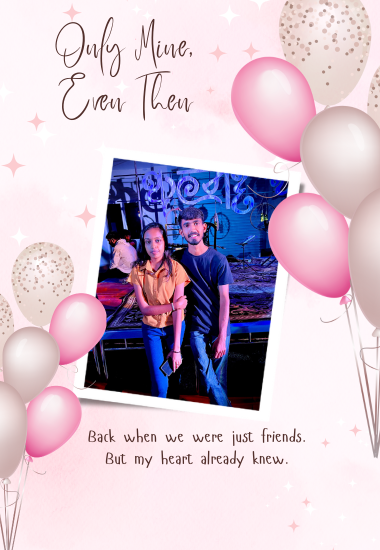 Only Mine,
Even Then
Back when we were just friends.
But my heart already knew.